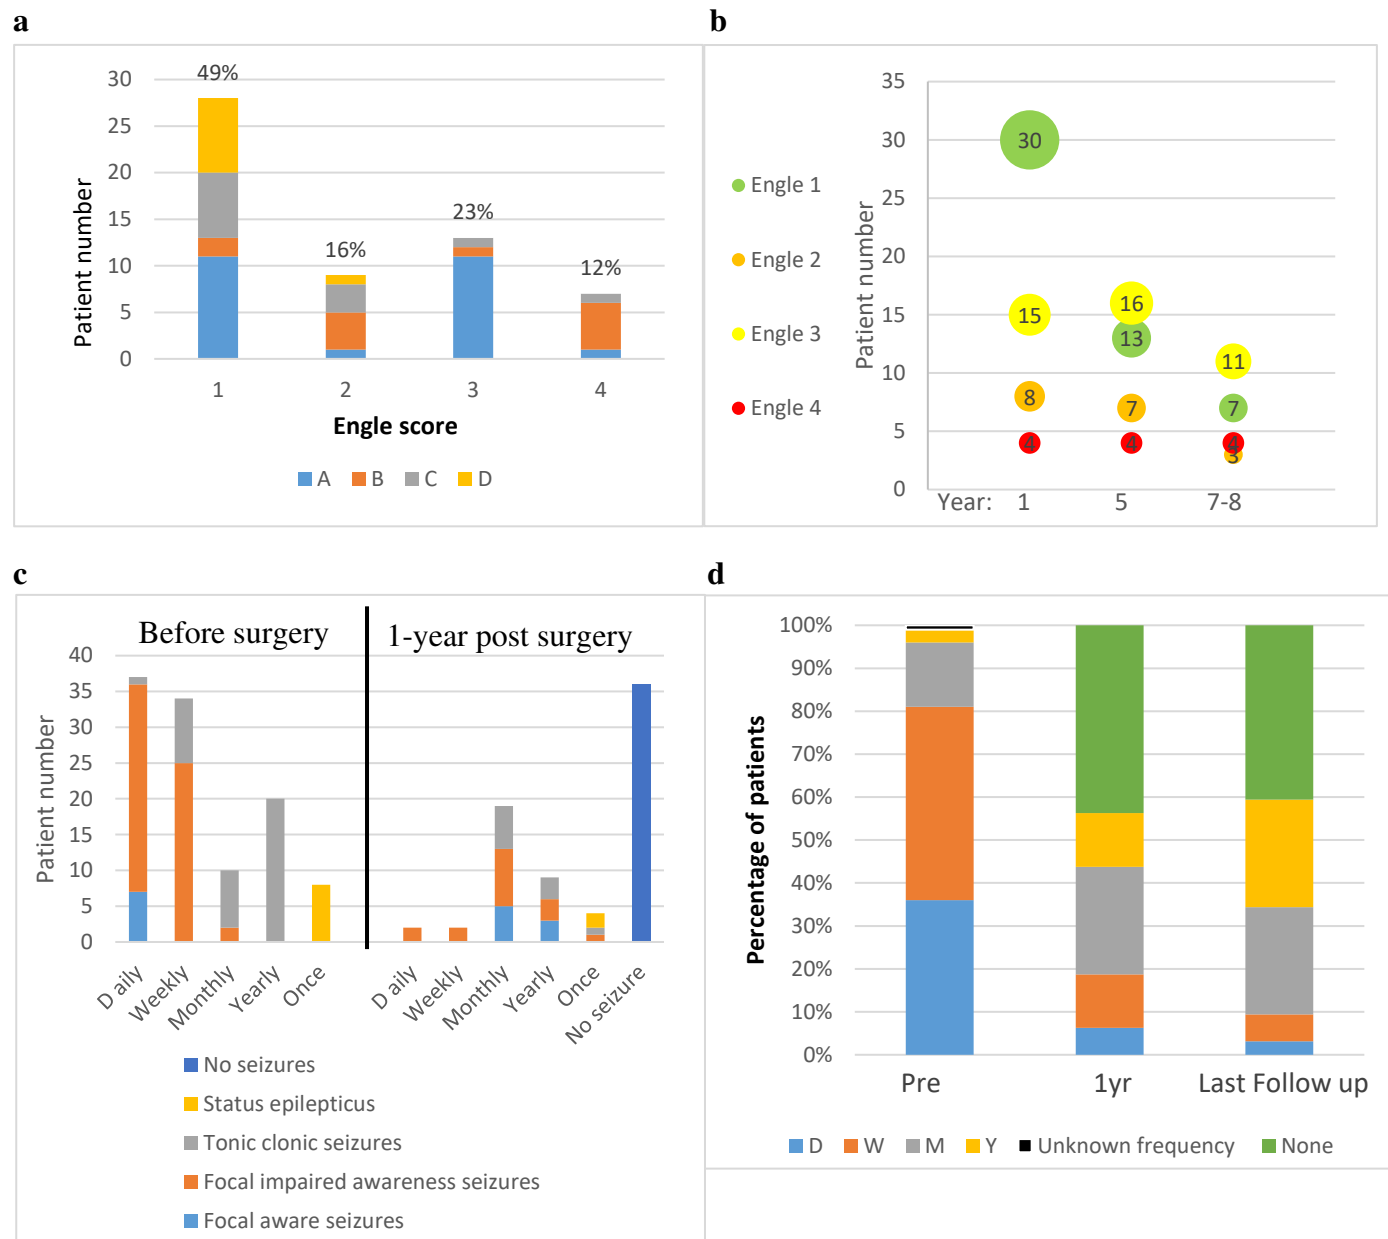 a
49%
30
25
23%
20
16%
15
12%
10
5
0
Patient number
1 2 3 4
Engle score
A B C D
b
Engle 1
Engle 2
Engle 3
Engle 4
Patient number
35
30
25
20
15
10
5
0
30
15
8
4
16
13
7
4
11
7
4
3
Year: 1 5 7-8
c
Before surgery
1-year post surgery
Patient number
40
35
30
25
20
15
10
5
0
D aily
Weekly
Monthly
Yearly
Once
D aily
Weekly
Monthly
Yearly
Once
No seizure
No seizures
Status epilepticus
Tonic clonic seizures
Focal impaired awareness seizures
Focal aware seizures
d
Percentage of patients
100%
90%
80%
70%
60%
50%
40%
30%
20%
10%
0%
Pre 1yr Last Follow up
D W M Y Unknown frequency None